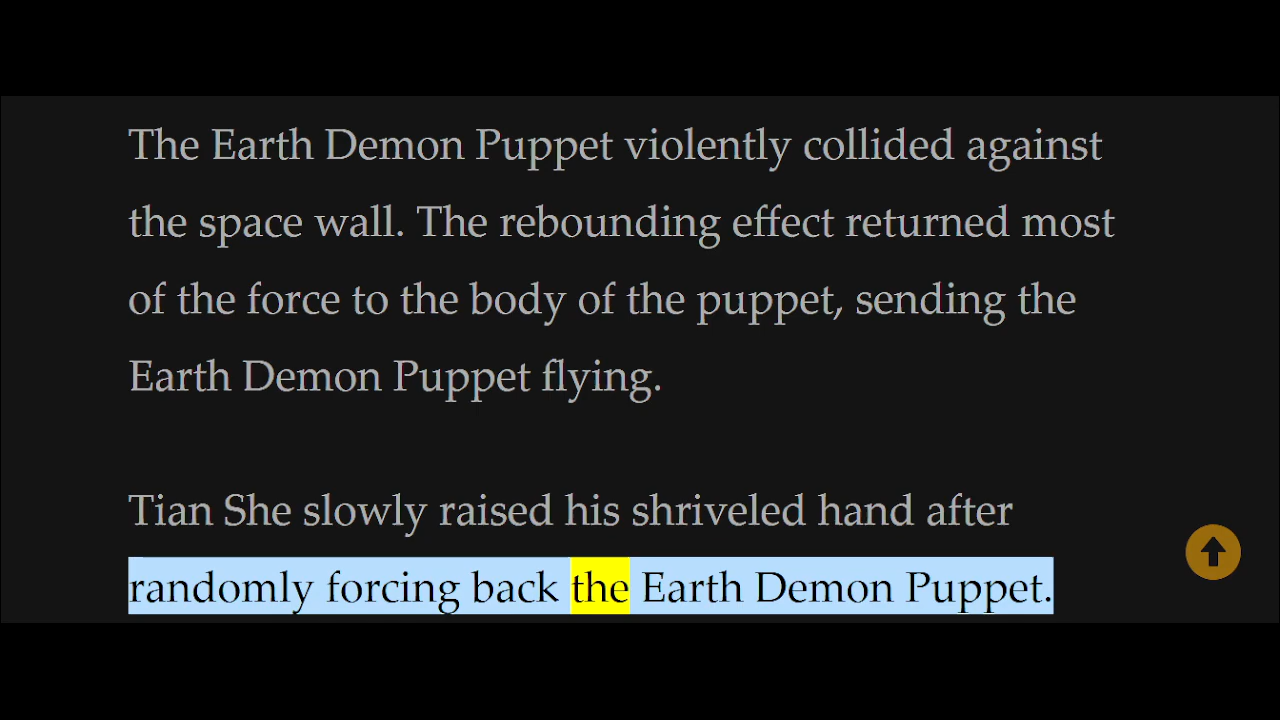 The Earth Demon Puppet violently collided against
the space wall. The rebounding effect returned most
of the force to the body of the puppet, sending the
Earth Demon Puppet flying.
Tian She slowly raised his shriveled hand after
randomly forcing back the Earth Demon Puppet.